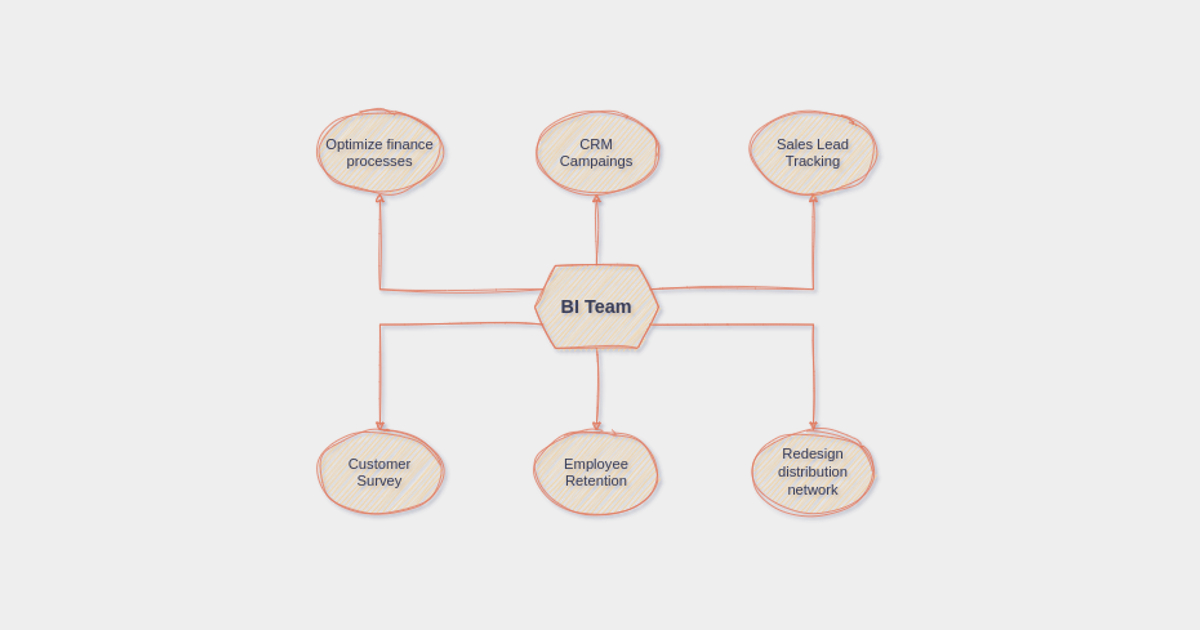 Optimize finance
processes
CRM
Campaings
Sales Lead
Tracking
BI Team
Customer
Survey
Employee
Retention
Redesign
distribution
network